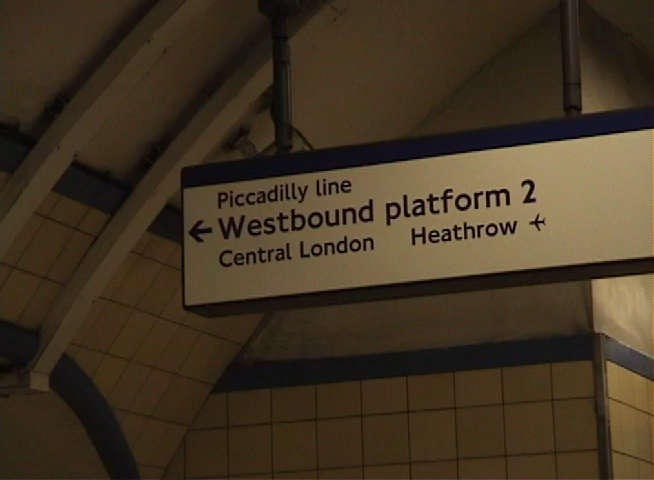 Piccadilly line
← Westbound platform 2
Central London Heathrow ✈